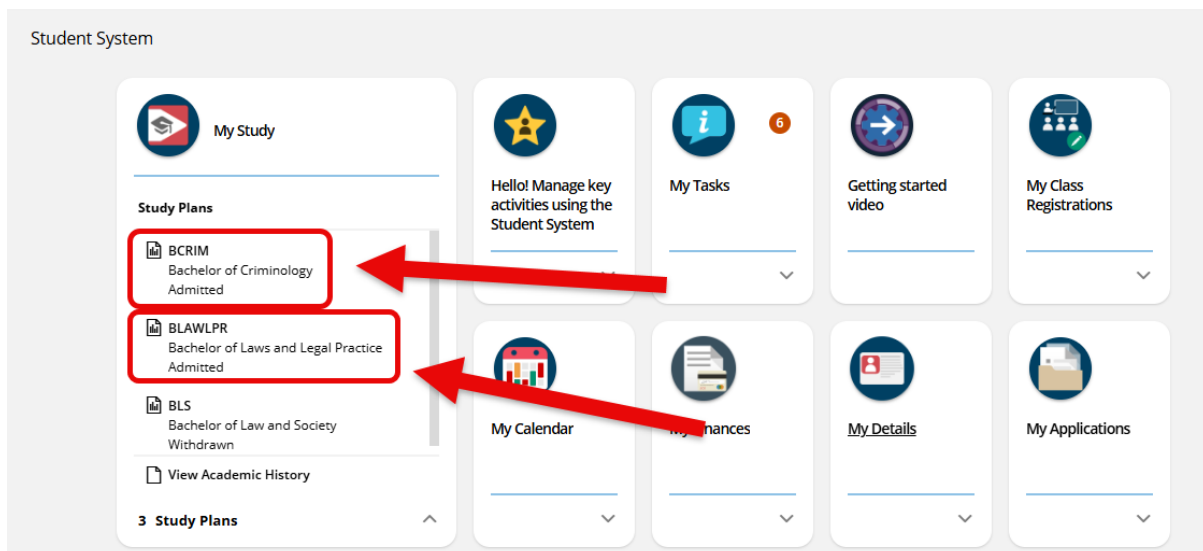 Student System
My Study
Study Plans
BCRIM
Bachelor of Criminology
Admitted
BLAWLPR
Bachelor of Laws and Legal Practice
Admitted
BLS
Bachelor of Law and Society
Withdrawn
View Academic History
3 Study Plans
Hello! Manage key
activities using the
Student System
6
My Tasks
Getting started
video
My Class
Registrations
My Calendar
My
My Details
My Applications